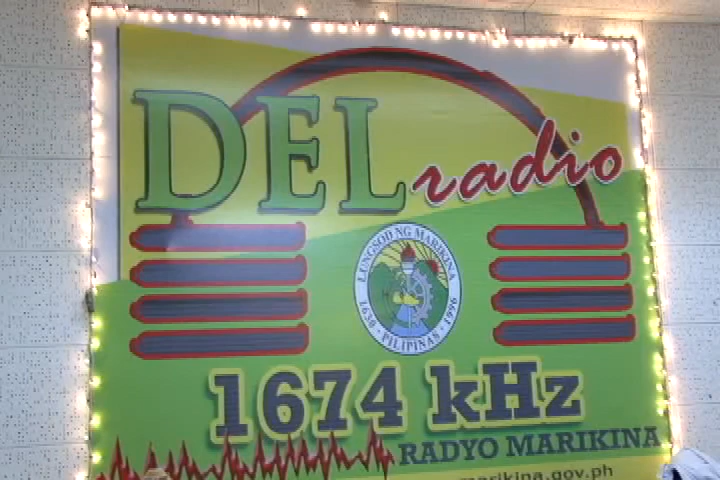 DEL radio
LUNGSOD NG MARIKINA
1630 · PILIPINAS · 1996
1674 kHz
RADYO MARIKINA
marikina.gov.ph